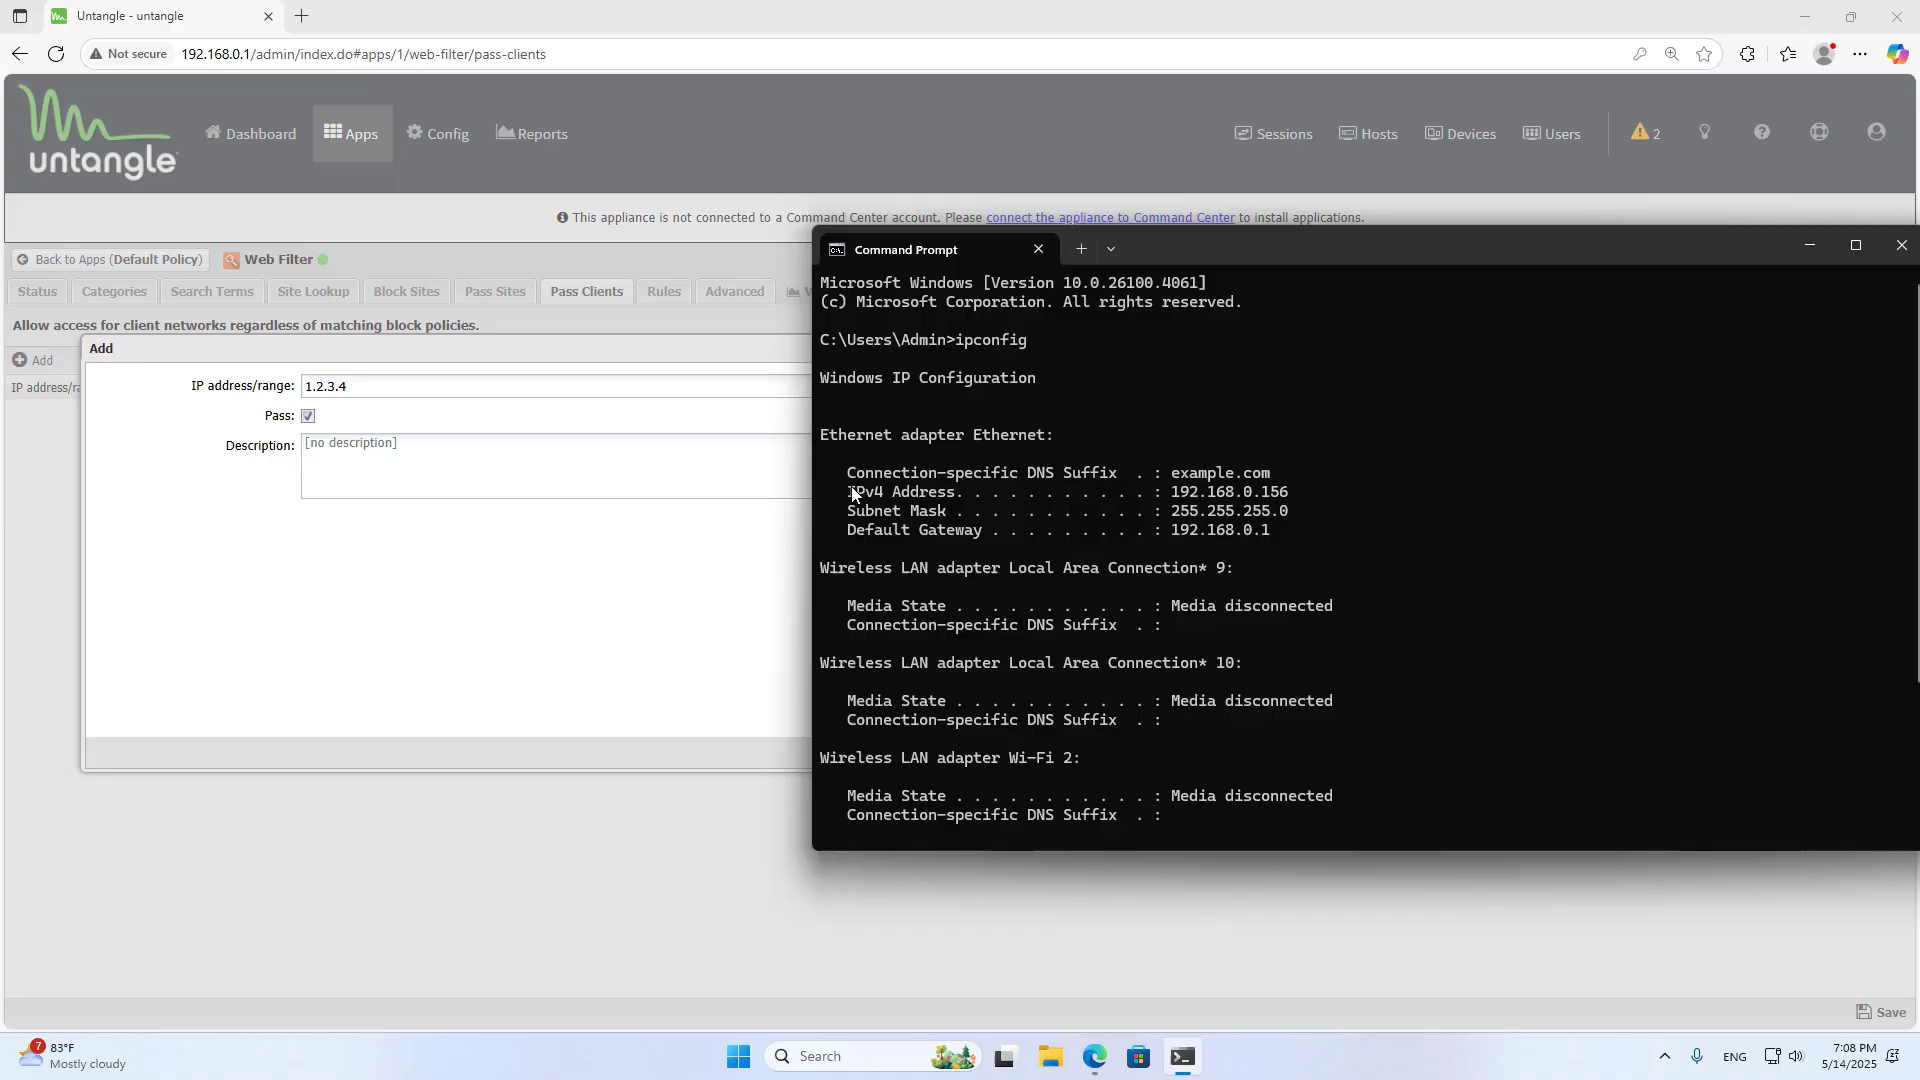 Untangle - untangle
Not secure 192.168.0.1/admin/index.do#apps/1/web-filter/pass-clients
untangle
Dashboard Apps Config Reports Sessions Hosts Devices Users 2
This appliance is not connected to a Command Center account. Please connect the appliance to Command Center to install applications.
Back to Apps (Default Policy) Web Filter
Status Categories Search Terms Site Lookup Block Sites Pass Sites Pass Clients Rules Advanced
Allow access for client networks regardless of matching block policies.
Add
IP address/ra
Add
IP address/range: 1.2.3.4
Pass:
Description: [no description]
Command Prompt
Microsoft Windows [Version 10.0.26100.4061]
(c) Microsoft Corporation. All rights reserved.
C:\Users\Admin>ipconfig
Windows IP Configuration
Ethernet adapter Ethernet:
Connection-specific DNS Suffix . : example.com
IPv4 Address. . . . . . . . . . . : 192.168.0.156
Subnet Mask . . . . . . . . . . . : 255.255.255.0
Default Gateway . . . . . . . . . : 192.168.0.1
Wireless LAN adapter Local Area Connection* 9:
Media State . . . . . . . . . . . : Media disconnected
Connection-specific DNS Suffix . :
Wireless LAN adapter Local Area Connection* 10:
Media State . . . . . . . . . . . : Media disconnected
Connection-specific DNS Suffix . :
Wireless LAN adapter Wi-Fi 2:
Media State . . . . . . . . . . . : Media disconnected
Connection-specific DNS Suffix . :
Save
7
83°F
Mostly cloudy
Search
ENG
7:08 PM
5/14/2025